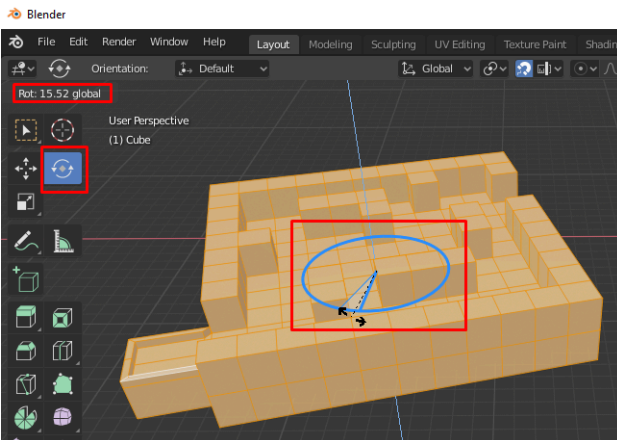 Blender
File Edit Render Window Help Layout Modeling Sculpting UV Editing Texture Paint Shadin
Orientation: Default Global
Rot: 15.52 global
User Perspective
(1) Cube